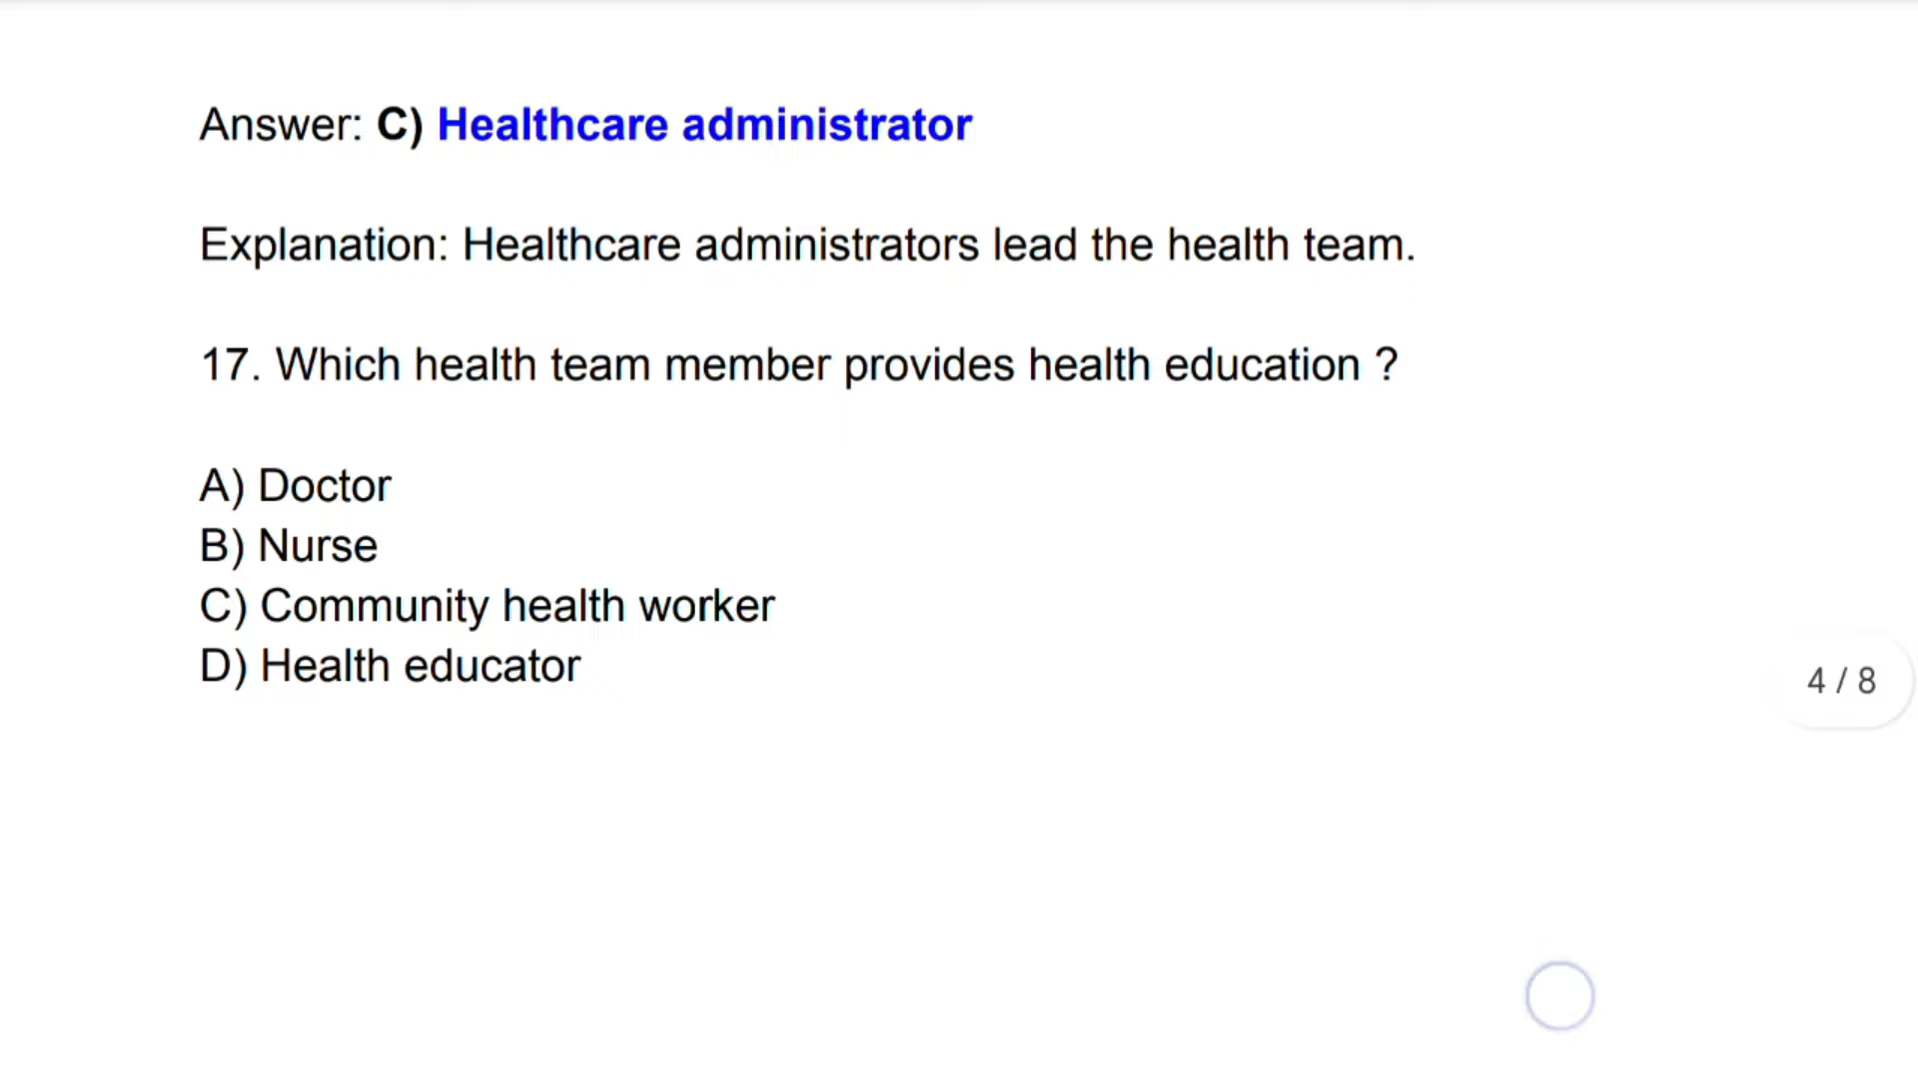 Answer: C) Healthcare administrator
Explanation: Healthcare administrators lead the health team.
17. Which health team member provides health education ?
A) Doctor
B) Nurse
C) Community health worker
D) Health educator
4 / 8